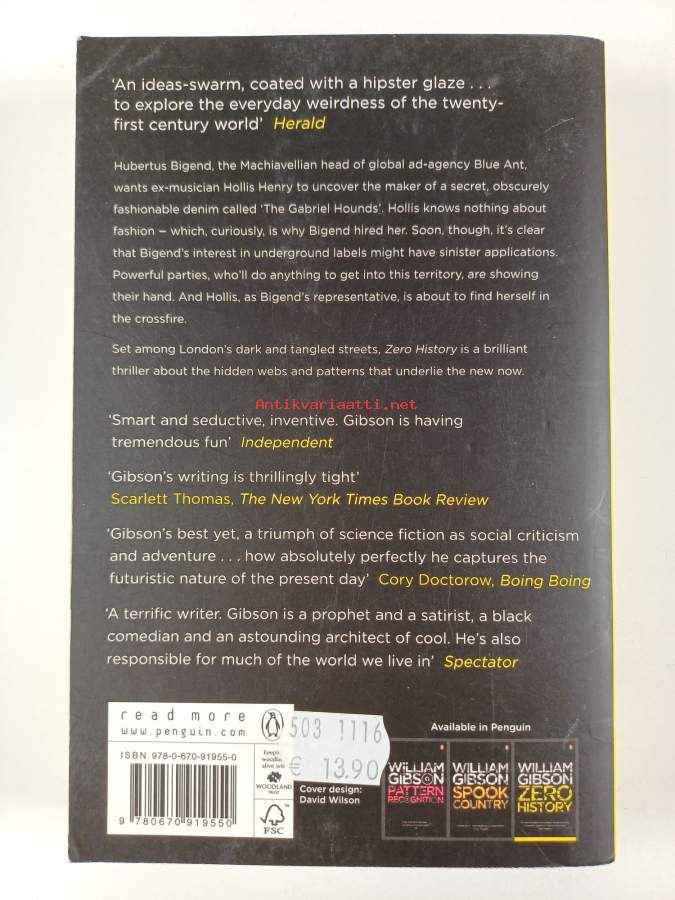 ‘An ideas-swarm, coated with a hipster glaze . . .
to explore the everyday weirdness of the twenty-
first century world’ Herald
Hubertus Bigend, the Machiavellian head of global ad-agency Blue Ant,
wants ex-musician Hollis Henry to uncover the maker of a secret, obscurely
fashionable denim called ‘The Gabriel Hounds’. Hollis knows nothing about
fashion – which, curiously, is why Bigend hired her. Soon, though, it’s clear
that Bigend’s interest in underground labels might have sinister applications.
Powerful parties, who’ll do anything to get into this territory, are showing
their hand. And Hollis, as Bigend’s representative, is about to find herself in
the crossfire.
Set among London’s dark and tangled streets, Zero History is a brilliant
thriller about the hidden webs and patterns that underlie the new now.
Antikvariaatti.net
‘Smart and seductive, inventive. Gibson is having
tremendous fun’ Independent
‘Gibson’s writing is thrillingly tight’
Scarlett Thomas, The New York Times Book Review
‘Gibson’s best yet, a triumph of science fiction as social criticism
and adventure . . . how absolutely perfectly he captures the
futuristic nature of the present day’ Cory Doctorow, Boing Boing
‘A terrific writer. Gibson is a prophet and a satirist, a black
comedian and an astounding architect of cool. He’s also
responsible for much of the world we live in’ Spectator
read more
www.penguin.com
ISBN 978-0-670-91955-0
9 780670 919550
alive with
WOODLAND
TRUST
FSC
503 1116
€ 13.90
Cover design:
David Wilson
Available in Penguin
WILLIAM
GIBSON
PATTERN
RECOGNITION
WILLIAM
GIBSON
SPOOK
COUNTRY
WILLIAM
GIBSON
ZERO
HISTORY